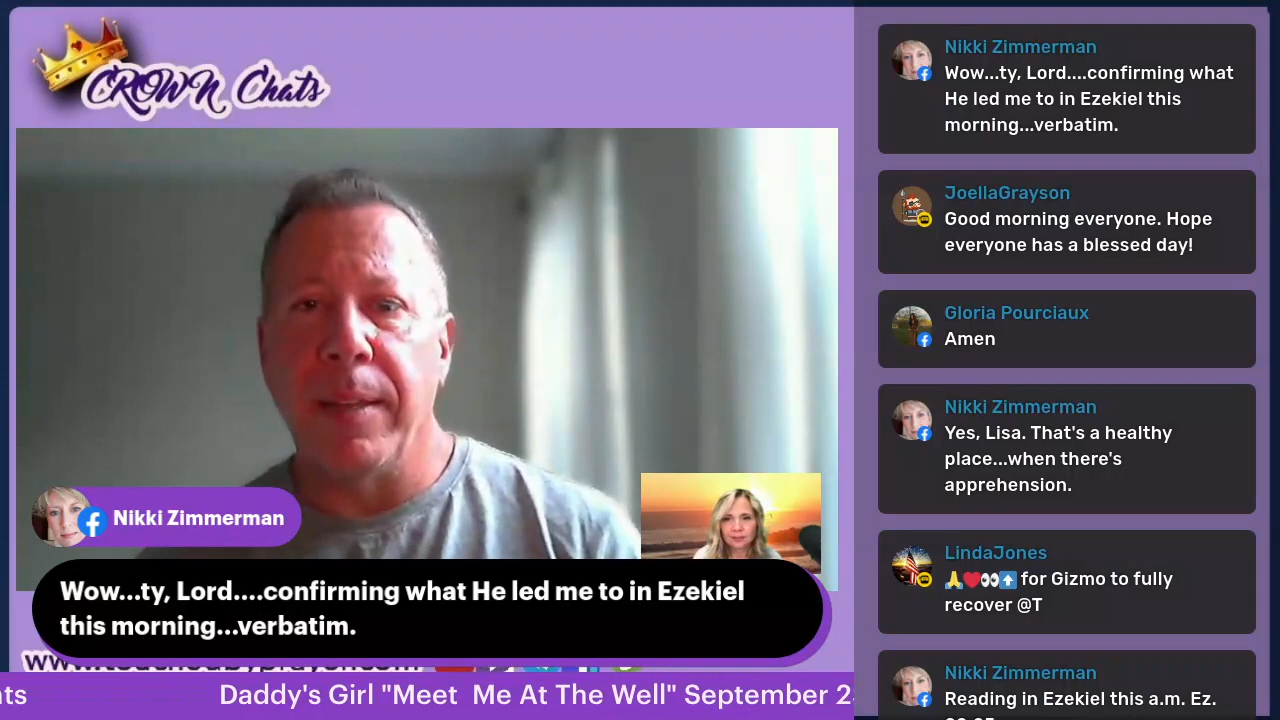 CROWN Chats
Nikki Zimmerman
Wow...ty, Lord....confirming what He led me to in Ezekiel
this morning...verbatim.
ts
Daddy's Girl "Meet Me At The Well" September 2
Nikki Zimmerman
Wow...ty, Lord....confirming what
He led me to in Ezekiel this
morning...verbatim.
JoellaGrayson
Good morning everyone. Hope
everyone has a blessed day!
Gloria Pourciaux
Amen
Nikki Zimmerman
Yes, Lisa. That's a healthy
place...when there's
apprehension.
LindaJones
🙏❤️👀⬆️ for Gizmo to fully
recover @T
Nikki Zimmerman
Reading in Ezekiel this a.m. Ez.